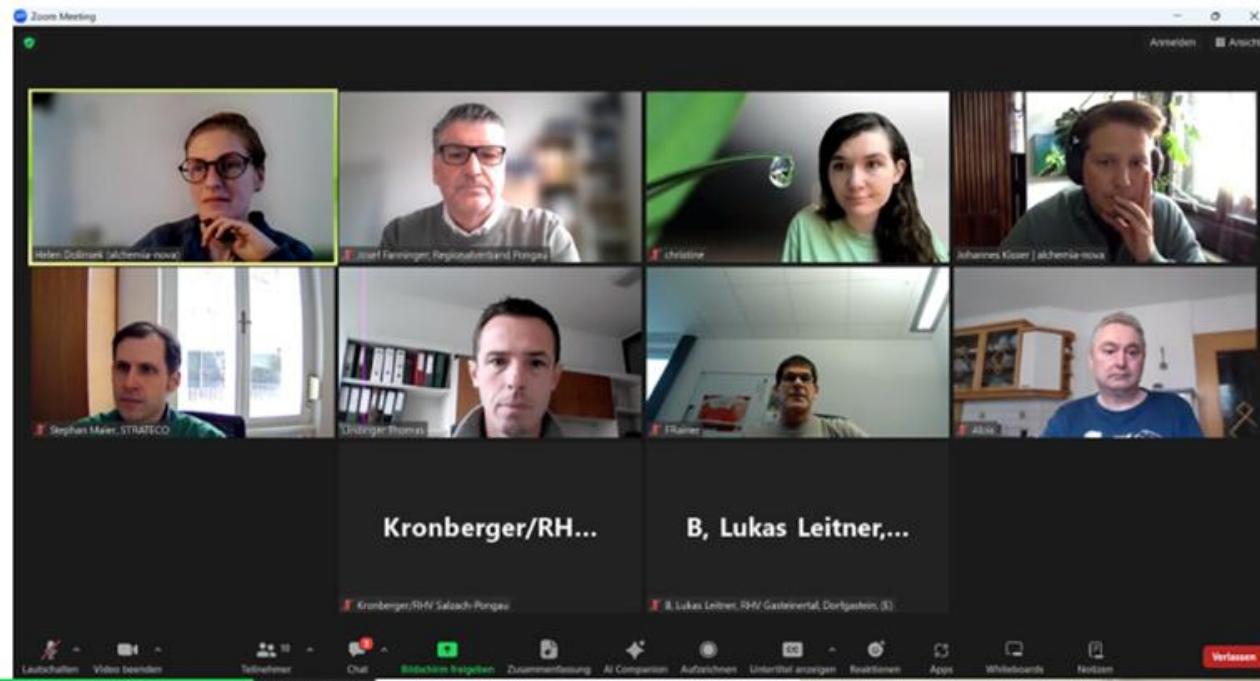 Zoom Meeting
Anmelden Ansicht
Helen Dolinsek (alchemia-nova)
Josef Fanninger, Regionalverband Pongau
christine
Johannes Kisser | alchemia-nova
Stephan Maier, STRATECO
Thomas
FRainer
Alois
Kronberger/RH...
B, Lukas Leitner,...
Kronberger/RHV Salzach-Pongau
B, Lukas Leitner, RHV Gasteinertal, Dorfgastein, (S)
Lautschalten Video beenden Teilnehmer 10 Chat Bildschirm freigeben Zusammenfassung AI Companion Aufzeichnen Untertitel anzeigen Reaktionen Apps Whiteboards Notizen Verlassen